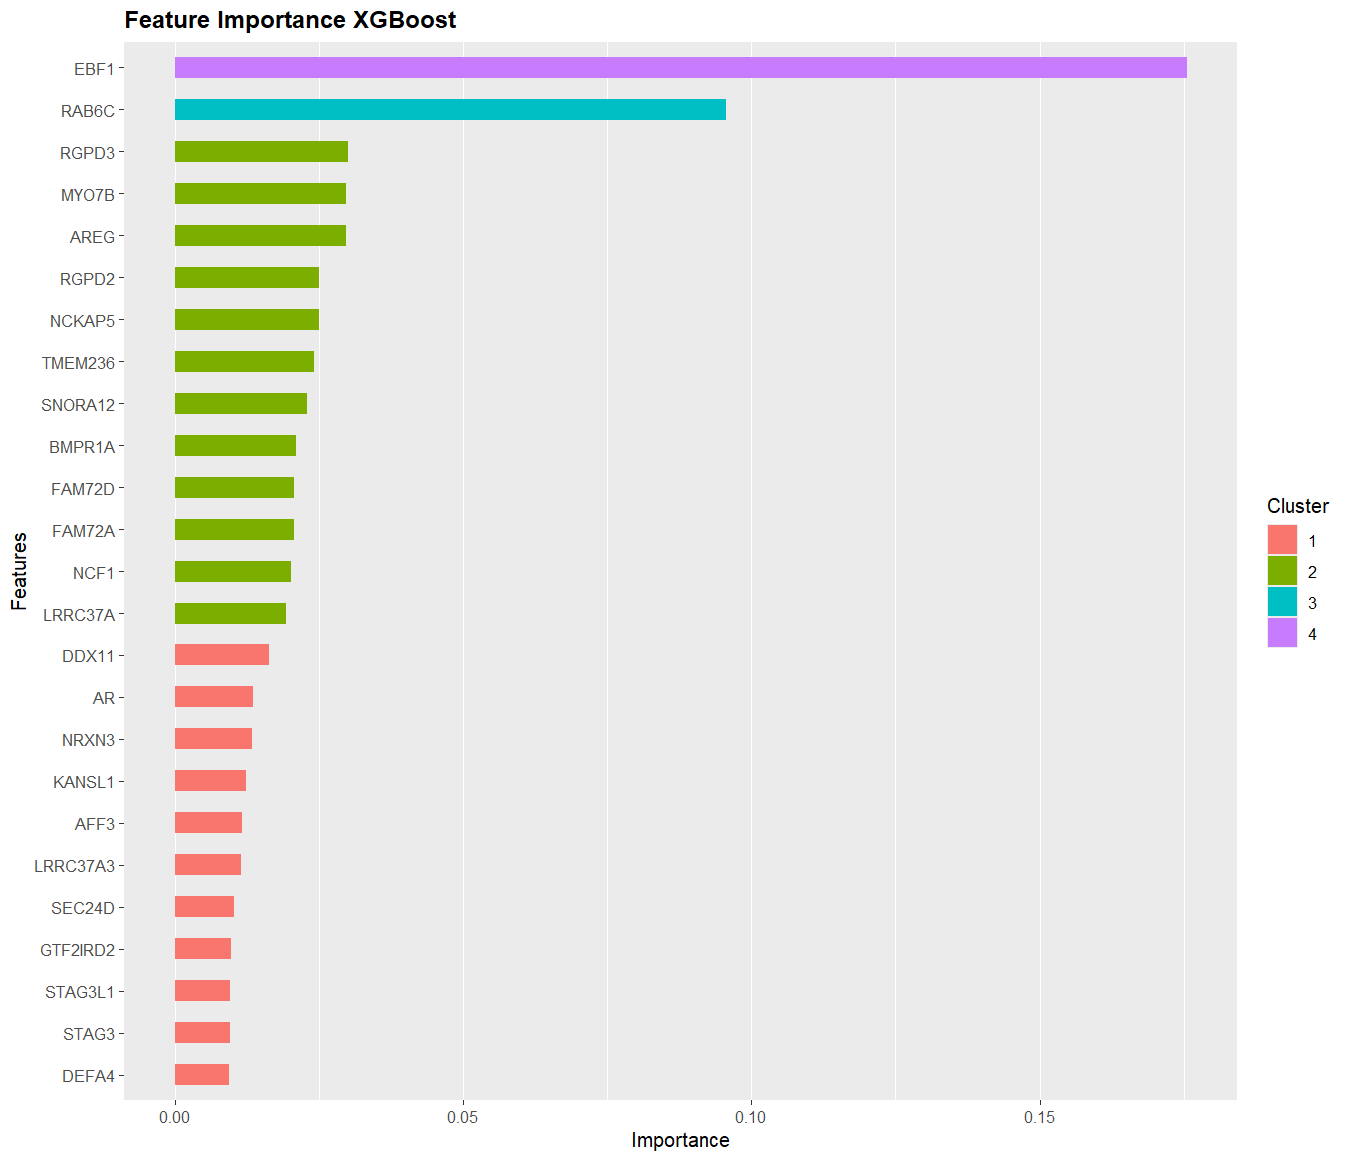 Feature Importance XGBoost
EBF1
RAB6C
RGPD3
MYO7B
AREG
RGPD2
NCKAP5
TMEM236
SNORA12
BMPR1A
FAM72D
FAM72A
NCF1
LRRC37A
DDX11
AR
NRXN3
KANSL1
AFF3
LRRC37A3
SEC24D
GTF2IRD2
STAG3L1
STAG3
DEFA4
Features
0.00 0.05 0.10 0.15
Importance
Cluster
1
2
3
4